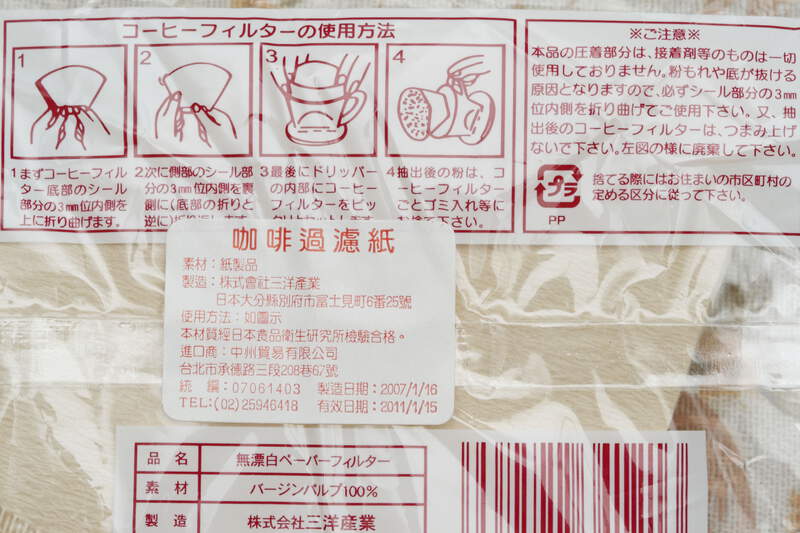 コーヒーフィルターの使用方法
1
2
3
4
1まずコーヒーフィル
ター底部のシール
部分の3mm位内側を
上に折り曲げます。
2次に側部のシール部
分の3mm位内側を裏
側に(底部の折りと
逆に)折り返します。
3最後にドリッパー
の内部にコーヒー
フィルターをピッ
4抽出後の粉は、コ
ーヒーフィルター
ごとゴミ入れ等に
お捨て下さい。
※ご注意※
本品の圧着部分は、接着剤等のものは一切
使用しておりません。粉もれや底が抜ける
原因となりますので、必ずシール部分の3mm
位内側を折り曲げてご使用下さい。又、抽
出後のコーヒーフィルターは、つまみ上げ
ないで下さい。左図の様に廃棄して下さい。
プラ
PP
捨てる際にはお住まいの市区町村の
定める区分に従って下さい。
咖啡過濾紙
素材：紙製品
製造：株式會社三洋產業
日本大分縣別府市富士見町6番25號
使用方法：如圖示
本材質經日本食品衛生研究所檢驗合格。
進口商：中州貿易有限公司
台北市承德路三段208巷67號
統 編：07061403 製造日期：2007/1/16
TEL:(02)25946418 有效日期：2011/1/15
品名 無漂白ペーパーフィルター
素材 バージンパルプ100%
製造 株式会社三洋産業